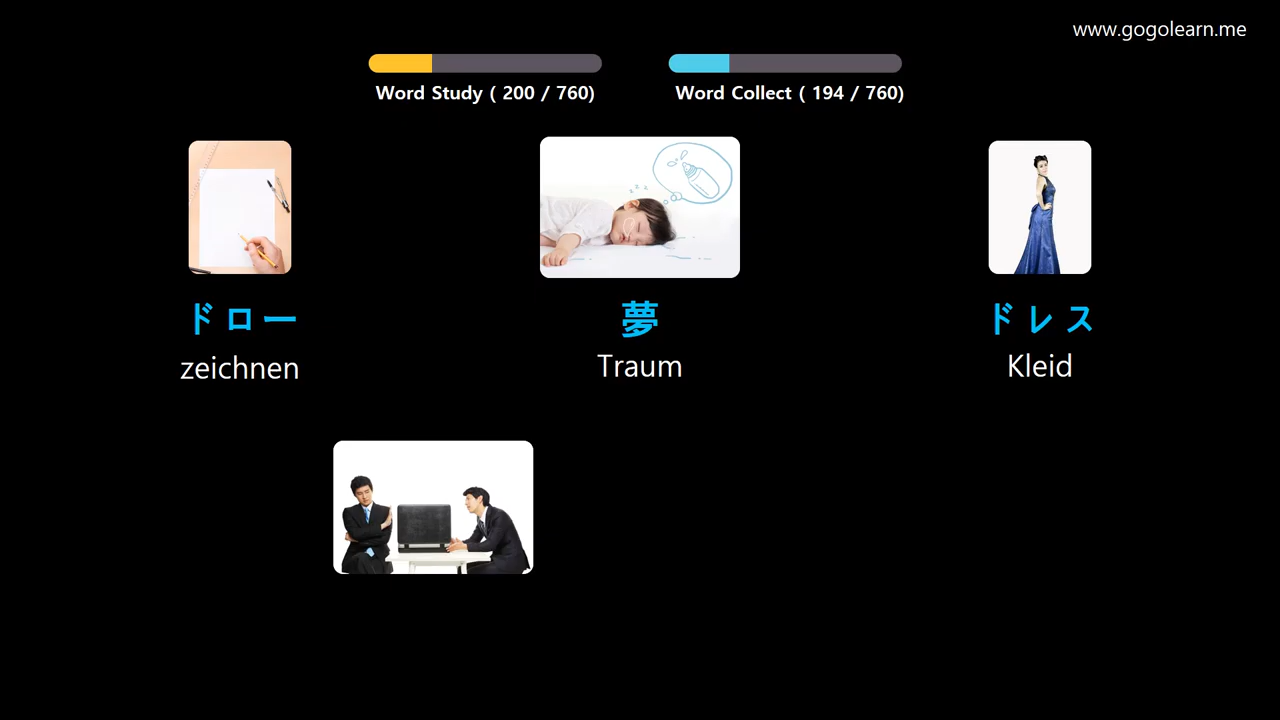 www.gogolearn.me
Word Study ( 200 / 760)
Word Collect ( 194 / 760)
ドロー
zeichnen
夢
Traum
ドレス
Kleid